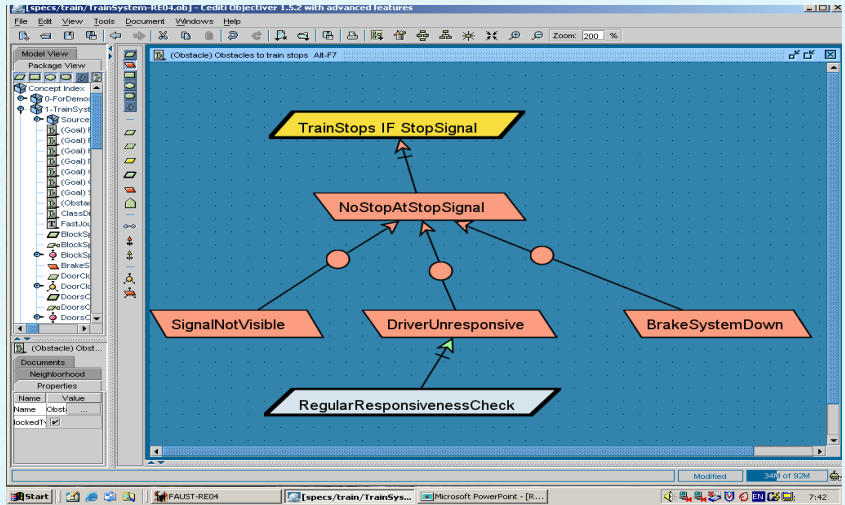 [specs/train/TrainSystem-RE04.ob] - Cediti Objectiver 1.5.2 with advanced features
File Edit View Tools Document Windows Help
Zoom: 200 %
Model View
Package View
(Obstacle) Obstacles to train stops Alt-F7
Concept Index
0-ForDemo
1-TrainSyst
Source
(Goal)
(Goal)
(Goal)
(Goal)
(Goal)
(Goal)
(Goal)
(Obstac
ClassDi
FastJou
BlockSp
BlockSp
BlockSp
BrakeS
DoorClo
DoorClo
DoorsC
DoorsC
DoorsC
TrainStops IF StopSignal
NoStopAtStopSignal
SignalNotVisible
DriverUnresponsive
BrakeSystemDown
RegularResponsivenessCheck
(Obstacle) Obst...
Documents
Neighborhood
Properties
Name Value
Name Obst ...
lockedTy
Modified 34M of 92M
Start FAUST-RE04 [specs/train/TrainSys... Microsoft PowerPoint - [R... EN 7:42